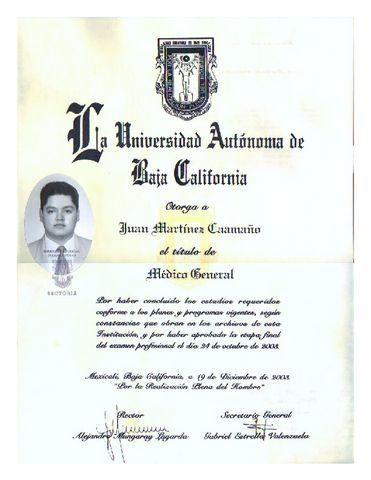 La Universidad Autónoma de
Baja California
Otorga a
Juan Martínez Caamaño
el título de
Médico General
RECTORIA
Por haber concluido los estudios requeridos
conforme a los planes y programas vigentes, según
constancias que obran en los archivos de esta
Institución, y por haber aprobado la etapa final
del examen profesional el día 24 de octubre de 2003.
Mexicali, Baja California, a 19 de Diciembre de 2003.
"Por la Realización Plena del Hombre"
Rector
Secretario General
Alejandro Mungaray Lagarda
Gabriel Estrella Valenzuela